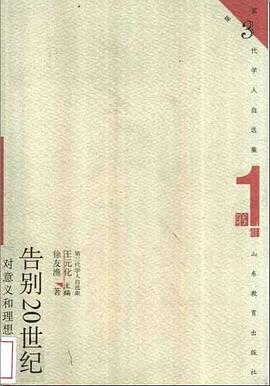 第3代学人自选集
第1辑
山东教育出版社
第三代学人自选集
王元化 主编
徐友渔 著
告别20世纪
对意义和理想